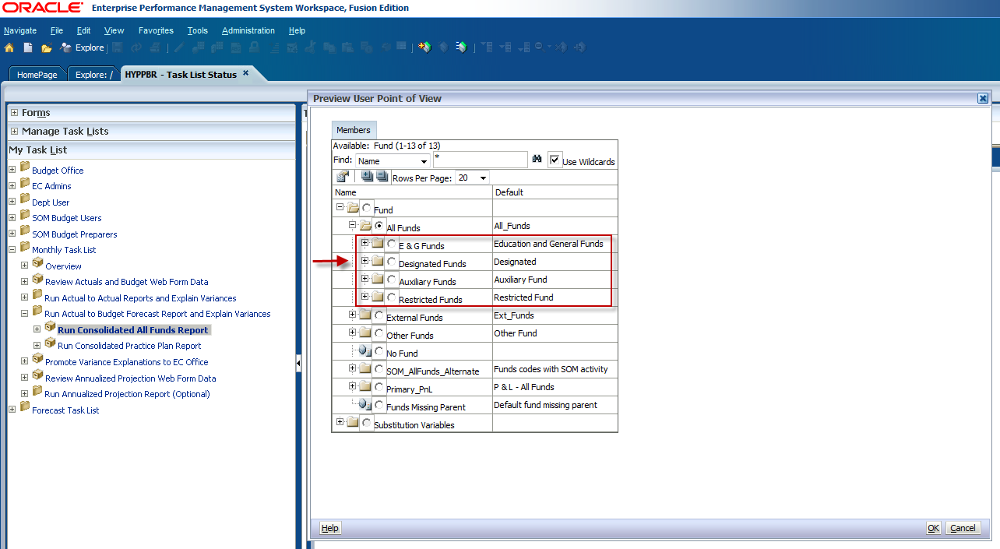 ORACLE® Enterprise Performance Management System Workspace, Fusion Edition
Navigate File Edit View Favorites Tools Administration Help
Explore
HomePage Explore: / HYPPBR - Task List Status
Forms
Manage Task Lists
My Task List
Budget Office
EC Admins
Dept User
SOM Budget Users
SOM Budget Preparers
Monthly Task List
Overview
Review Actuals and Budget Web Form Data
Run Actual to Actual Reports and Explain Variances
Run Actual to Budget Forecast Report and Explain Variances
Run Consolidated All Funds Report
Run Consolidated Practice Plan Report
Promote Variance Explanations to EC Office
Review Annualized Projection Web Form Data
Run Annualized Projection Report (Optional)
Forecast Task List
Preview User Point of View
Members
Available: Fund (1-13 of 13)
Find: Name * Use Wildcards
Rows Per Page: 20
Name Default
Fund
All Funds All_Funds
E & G Funds Education and General Funds
Designated Funds Designated
Auxiliary Funds Auxiliary Fund
Restricted Funds Restricted Fund
External Funds Ext_Funds
Other Funds Other Fund
No Fund
SOM_AllFunds_Alternate Funds codes with SOM activity
Primary_PnL P & L - All Funds
Funds Missing Parent Default fund missing parent
Substitution Variables
Help OK Cancel